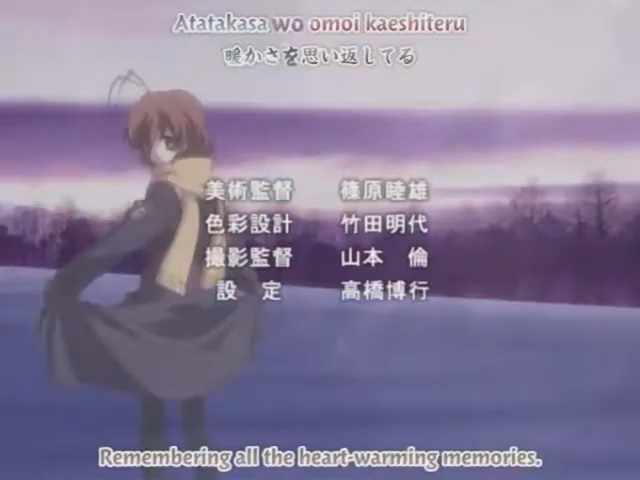 Atatakasa wo omoi kaeshiteru
暖かさを思い返してる
美術監督 篠原睦雄
色彩設計 竹田明代
撮影監督 山本 倫
設 定 高橋博行
Remembering all the heart-warming memories.